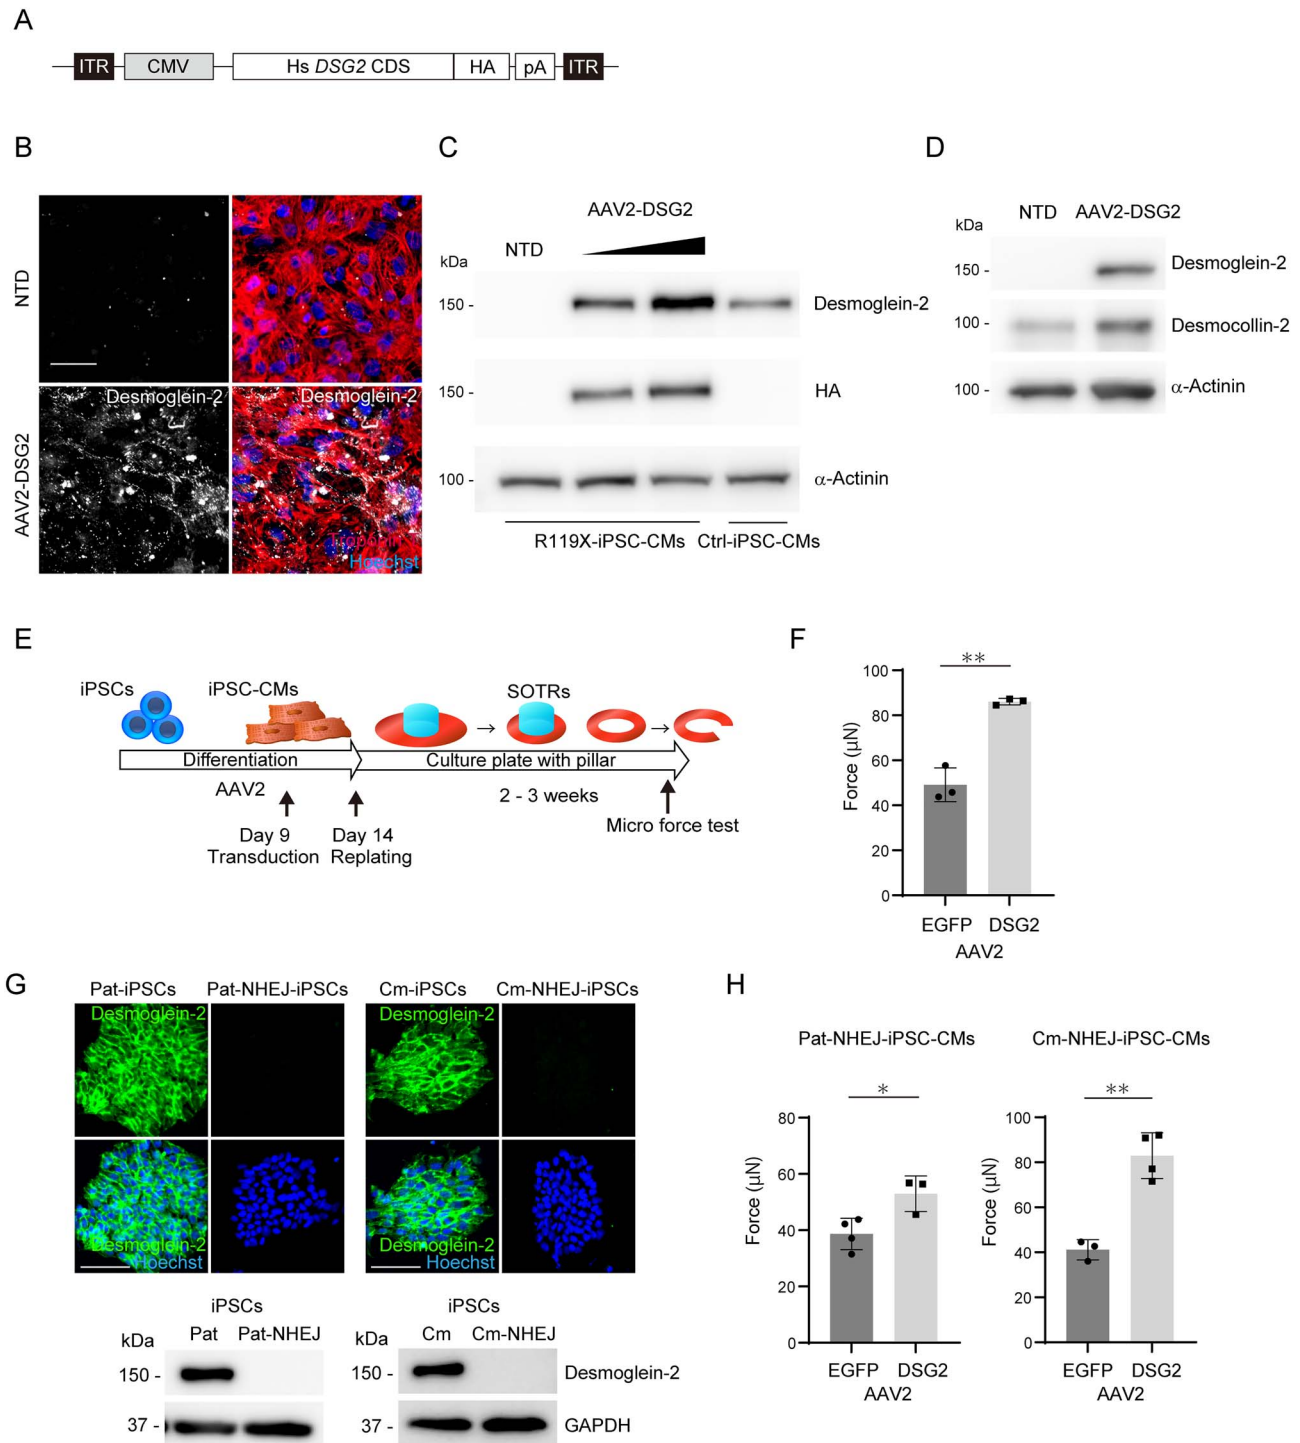 A
ITR CMV Hs DSG2 CDS HA pA ITR
B
NTD
AAV2-DSG2
Desmoglein-2 Desmoglein-2
Hoechst
C
AAV2-DSG2
NTD
kDa
150 - Desmoglein-2
150 - HA
100 - α-Actinin
R119X-iPSC-CMs Ctrl-iPSC-CMs
D
NTD AAV2-DSG2
kDa
150 - Desmoglein-2
100 - Desmocollin-2
100 - α-Actinin
E
iPSCs iPSC-CMs SOTRs
Differentiation Culture plate with pillar
AAV2 2 - 3 weeks
Day 9 Day 14 Micro force test
Transduction Replating
F
**
100
80
60
40
20
0
Force (μN)
EGFP DSG2
AAV2
G
Pat-iPSCs Pat-NHEJ-iPSCs Cm-iPSCs Cm-NHEJ-iPSCs
Desmoglein-2 Desmoglein-2
Desmoglein-2 Desmoglein-2
Hoechst Hoechst
iPSCs iPSCs
kDa Pat Pat-NHEJ kDa Cm Cm-NHEJ
150 - 150 - Desmoglein-2
37 - 37 - GAPDH
H
Pat-NHEJ-iPSC-CMs Cm-NHEJ-iPSC-CMs
*
80
60
40
20
0
Force (μN)
EGFP DSG2
AAV2
**
100
80
60
40
20
0
Force (μN)
EGFP DSG2
AAV2